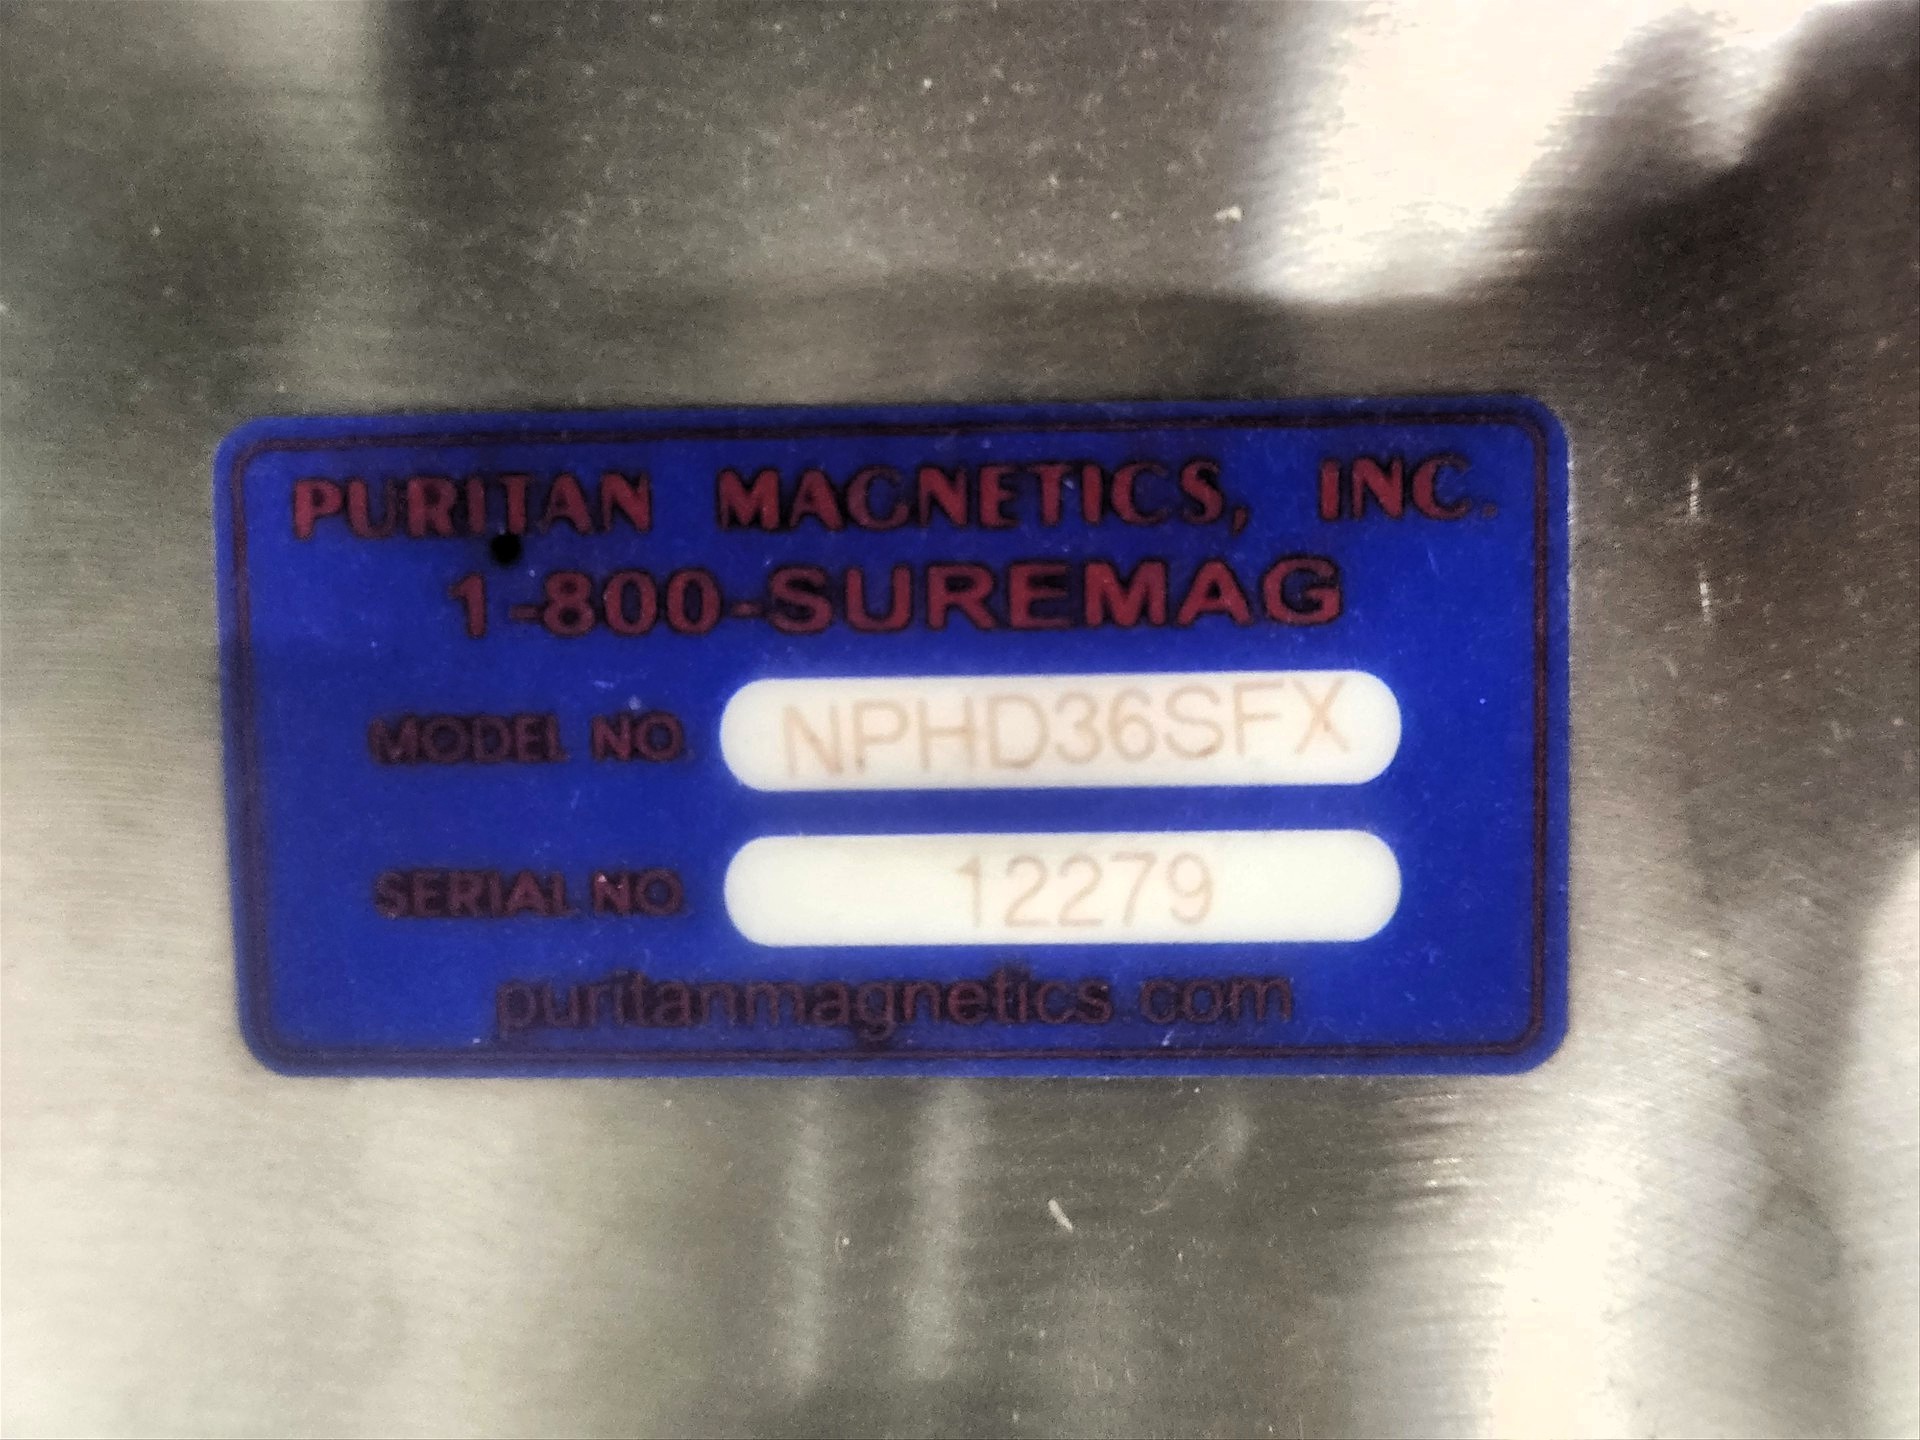 PURITAN MAGNETICS, INC.
1-800-SUREMAG
MODEL NO. NPHD36SFX
SERIAL NO. 12279
puritanmagnetics.com